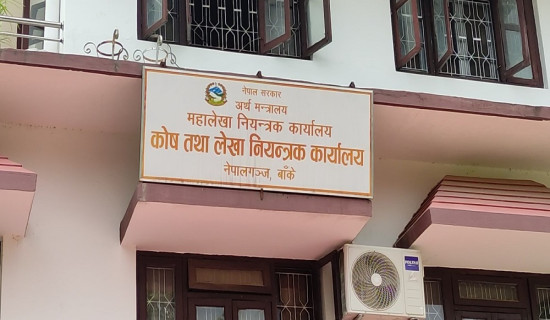 नेपाल सरकार
अर्थ मन्त्रालय
महालेखा नियन्त्रक कार्यालय
कोष तथा लेखा नियन्त्रक कार्यालय
नेपालगञ्ज, बाँके